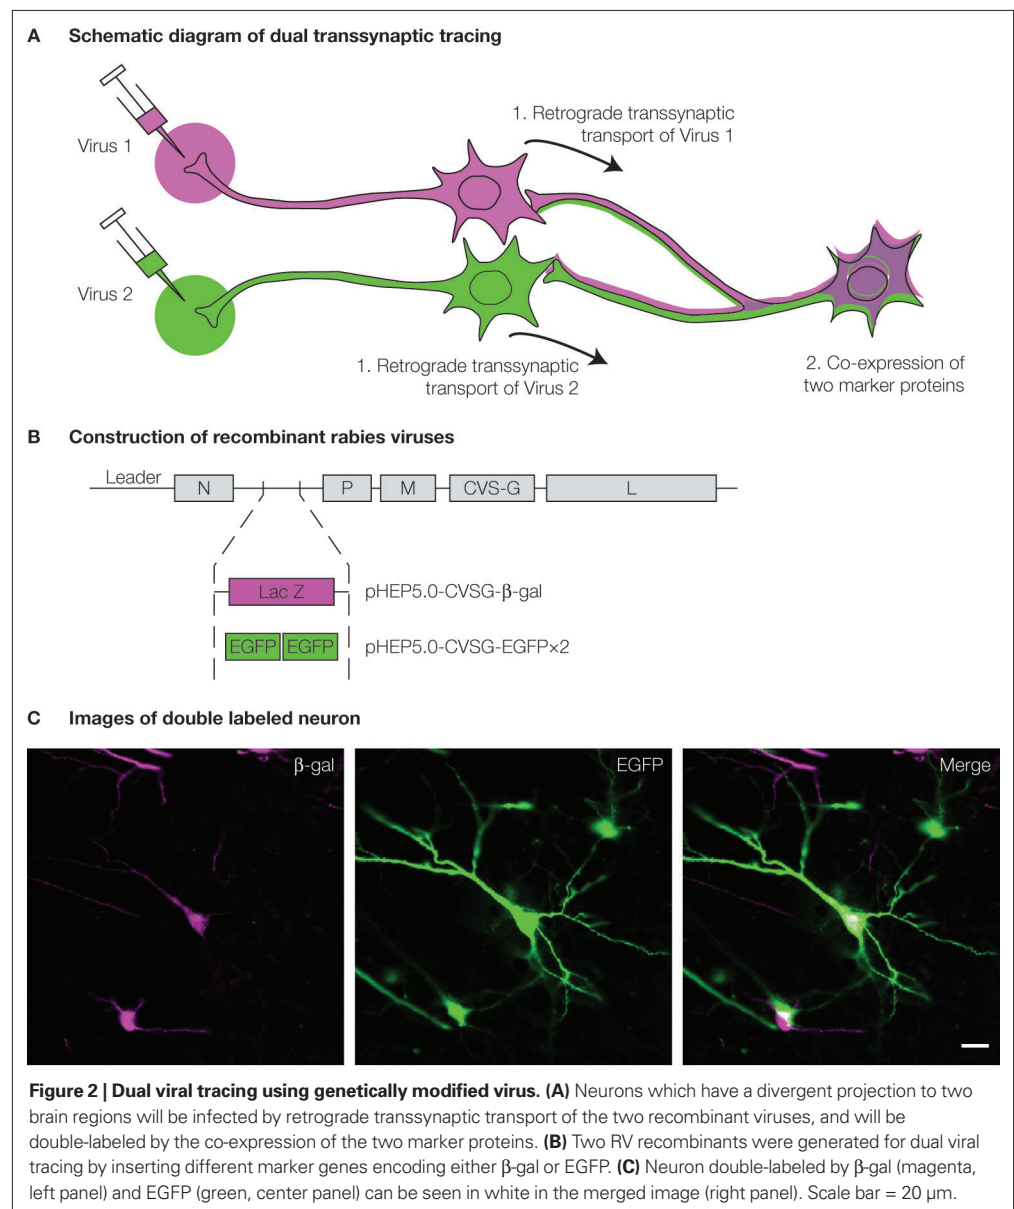 A Schematic diagram of dual transsynaptic tracing
Virus 1
1. Retrograde transsynaptic
transport of Virus 1
Virus 2
1. Retrograde transsynaptic
transport of Virus 2
2. Co-expression of
two marker proteins
B Construction of recombinant rabies viruses
Leader N P M CVS-G L
Lac Z pHEP5.0-CVSG-β-gal
EGFP EGFP pHEP5.0-CVSG-EGFP×2
C Images of double labeled neuron
β-gal EGFP Merge
Figure 2 | Dual viral tracing using genetically modified virus. (A) Neurons which have a divergent projection to two
brain regions will be infected by retrograde transsynaptic transport of the two recombinant viruses, and will be
double-labeled by the co-expression of the two marker proteins. (B) Two RV recombinants were generated for dual viral
tracing by inserting different marker genes encoding either β-gal or EGFP. (C) Neuron double-labeled by β-gal (magenta,
left panel) and EGFP (green, center panel) can be seen in white in the merged image (right panel). Scale bar = 20 μm.